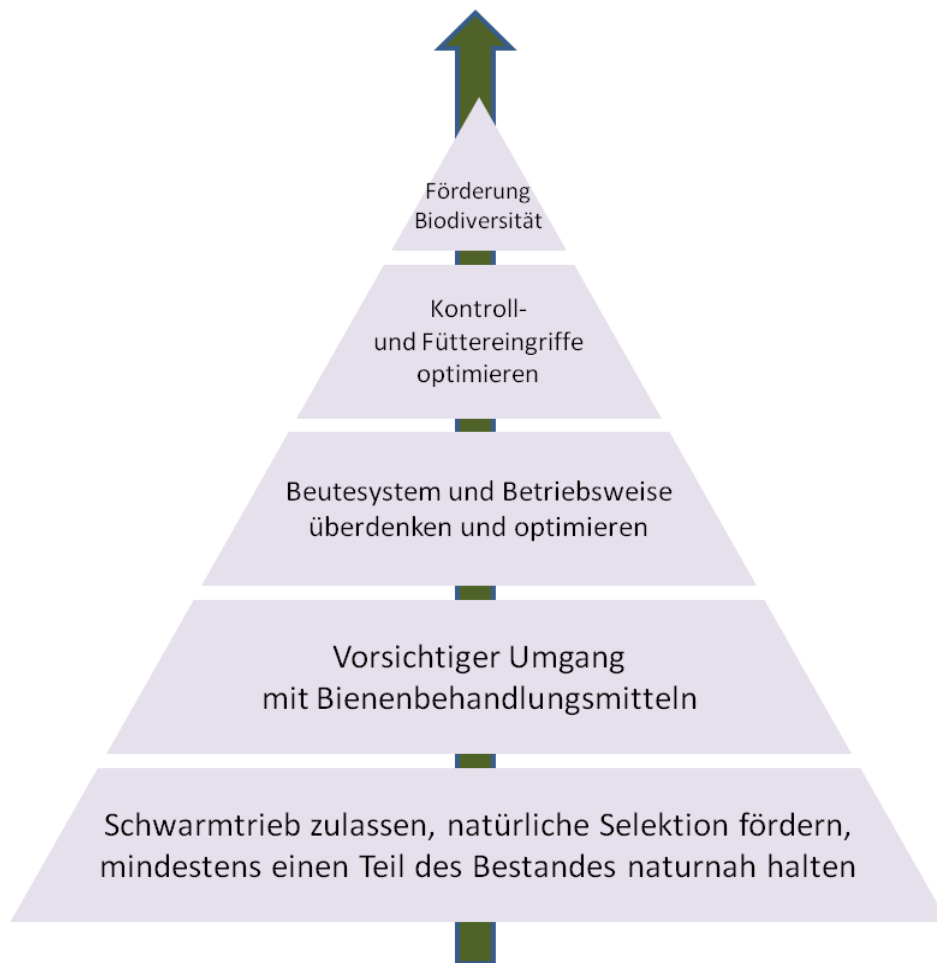 Förderung
Biodiversität
Kontroll-
und Füttereingriffe
optimieren
Beutesystem und Betriebsweise
überdenken und optimieren
Vorsichtiger Umgang
mit Bienenbehandlungsmitteln
Schwarmtrieb zulassen, natürliche Selektion fördern,
mindestens einen Teil des Bestandes naturnah halten